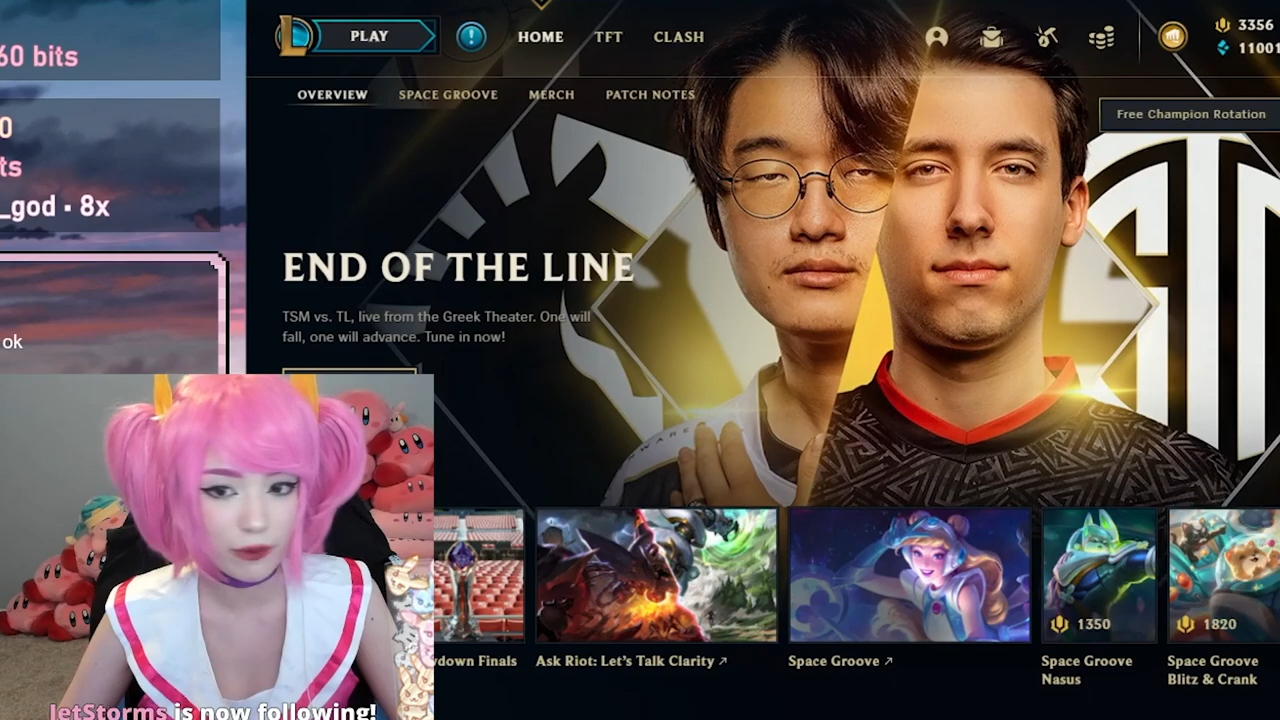 60 bits
0
ts
_god · 8x
ok
PLAY
HOME
TFT
CLASH
3356
11001
OVERVIEW
SPACE GROOVE
MERCH
PATCH NOTES
Free Champion Rotation
END OF THE LINE
TSM vs. TL, live from the Greek Theater. One will
fall, one will advance. Tune in now!
1350
1820
wdown Finals
Ask Riot: Let's Talk Clarity
Space Groove
Space Groove
Nasus
Space Groove
Blitz & Crank
JetStorms is now following!